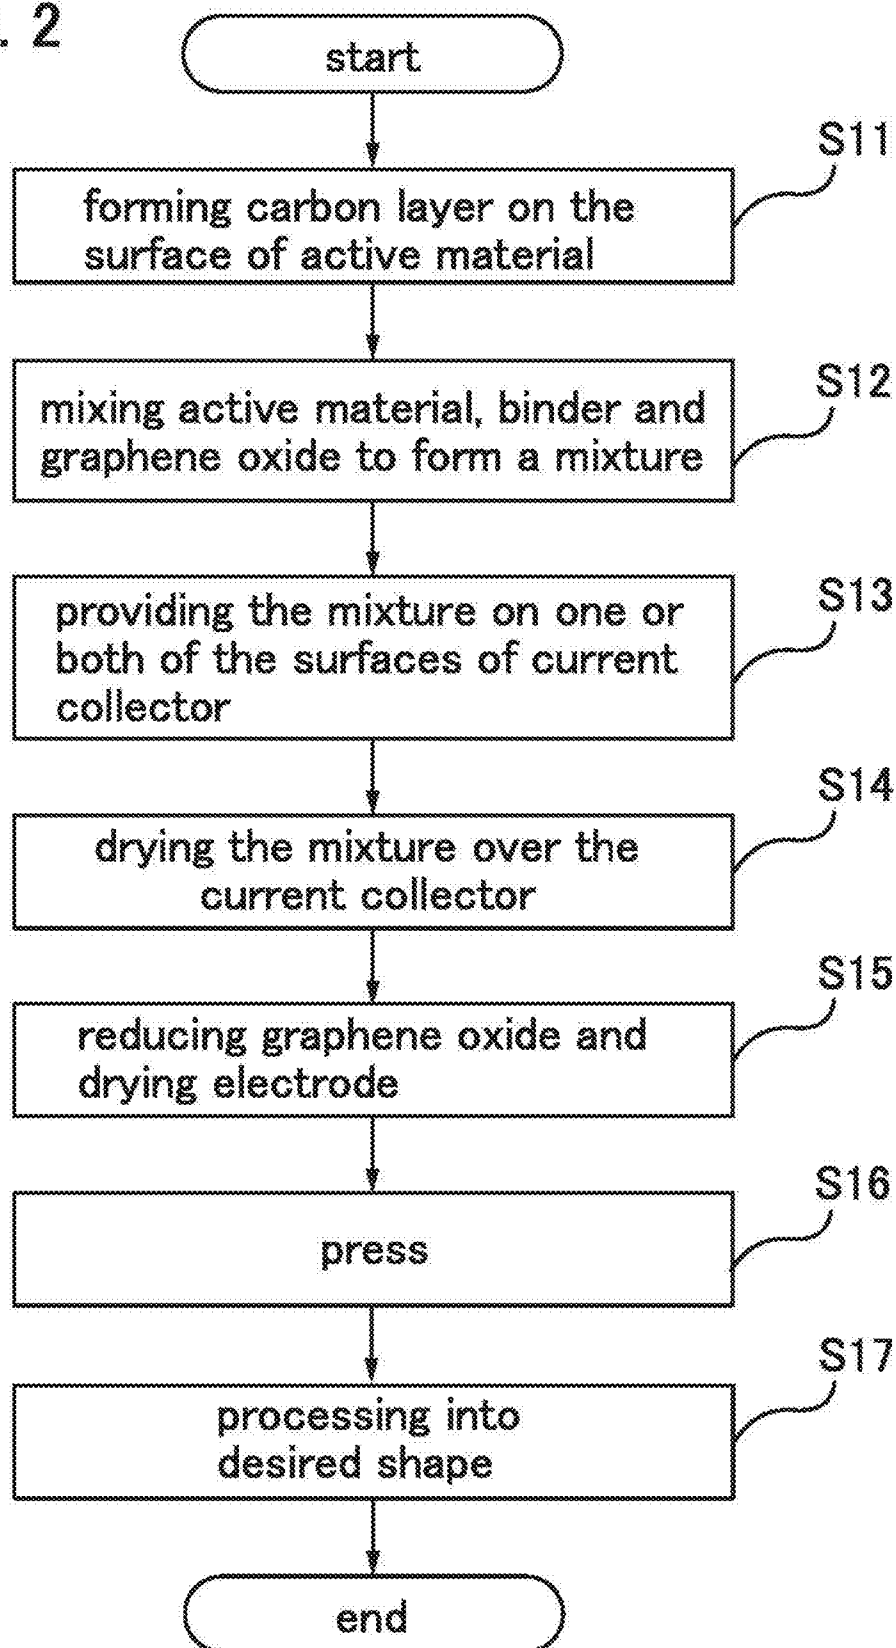 . 2
start
S11
forming carbon layer on the
surface of active material
S12
mixing active material, binder and
graphene oxide to form a mixture
S13
providing the mixture on one or
both of the surfaces of current
collector
S14
drying the mixture over the
current collector
S15
reducing graphene oxide and
drying electrode
S16
press
S17
processing into
desired shape
end